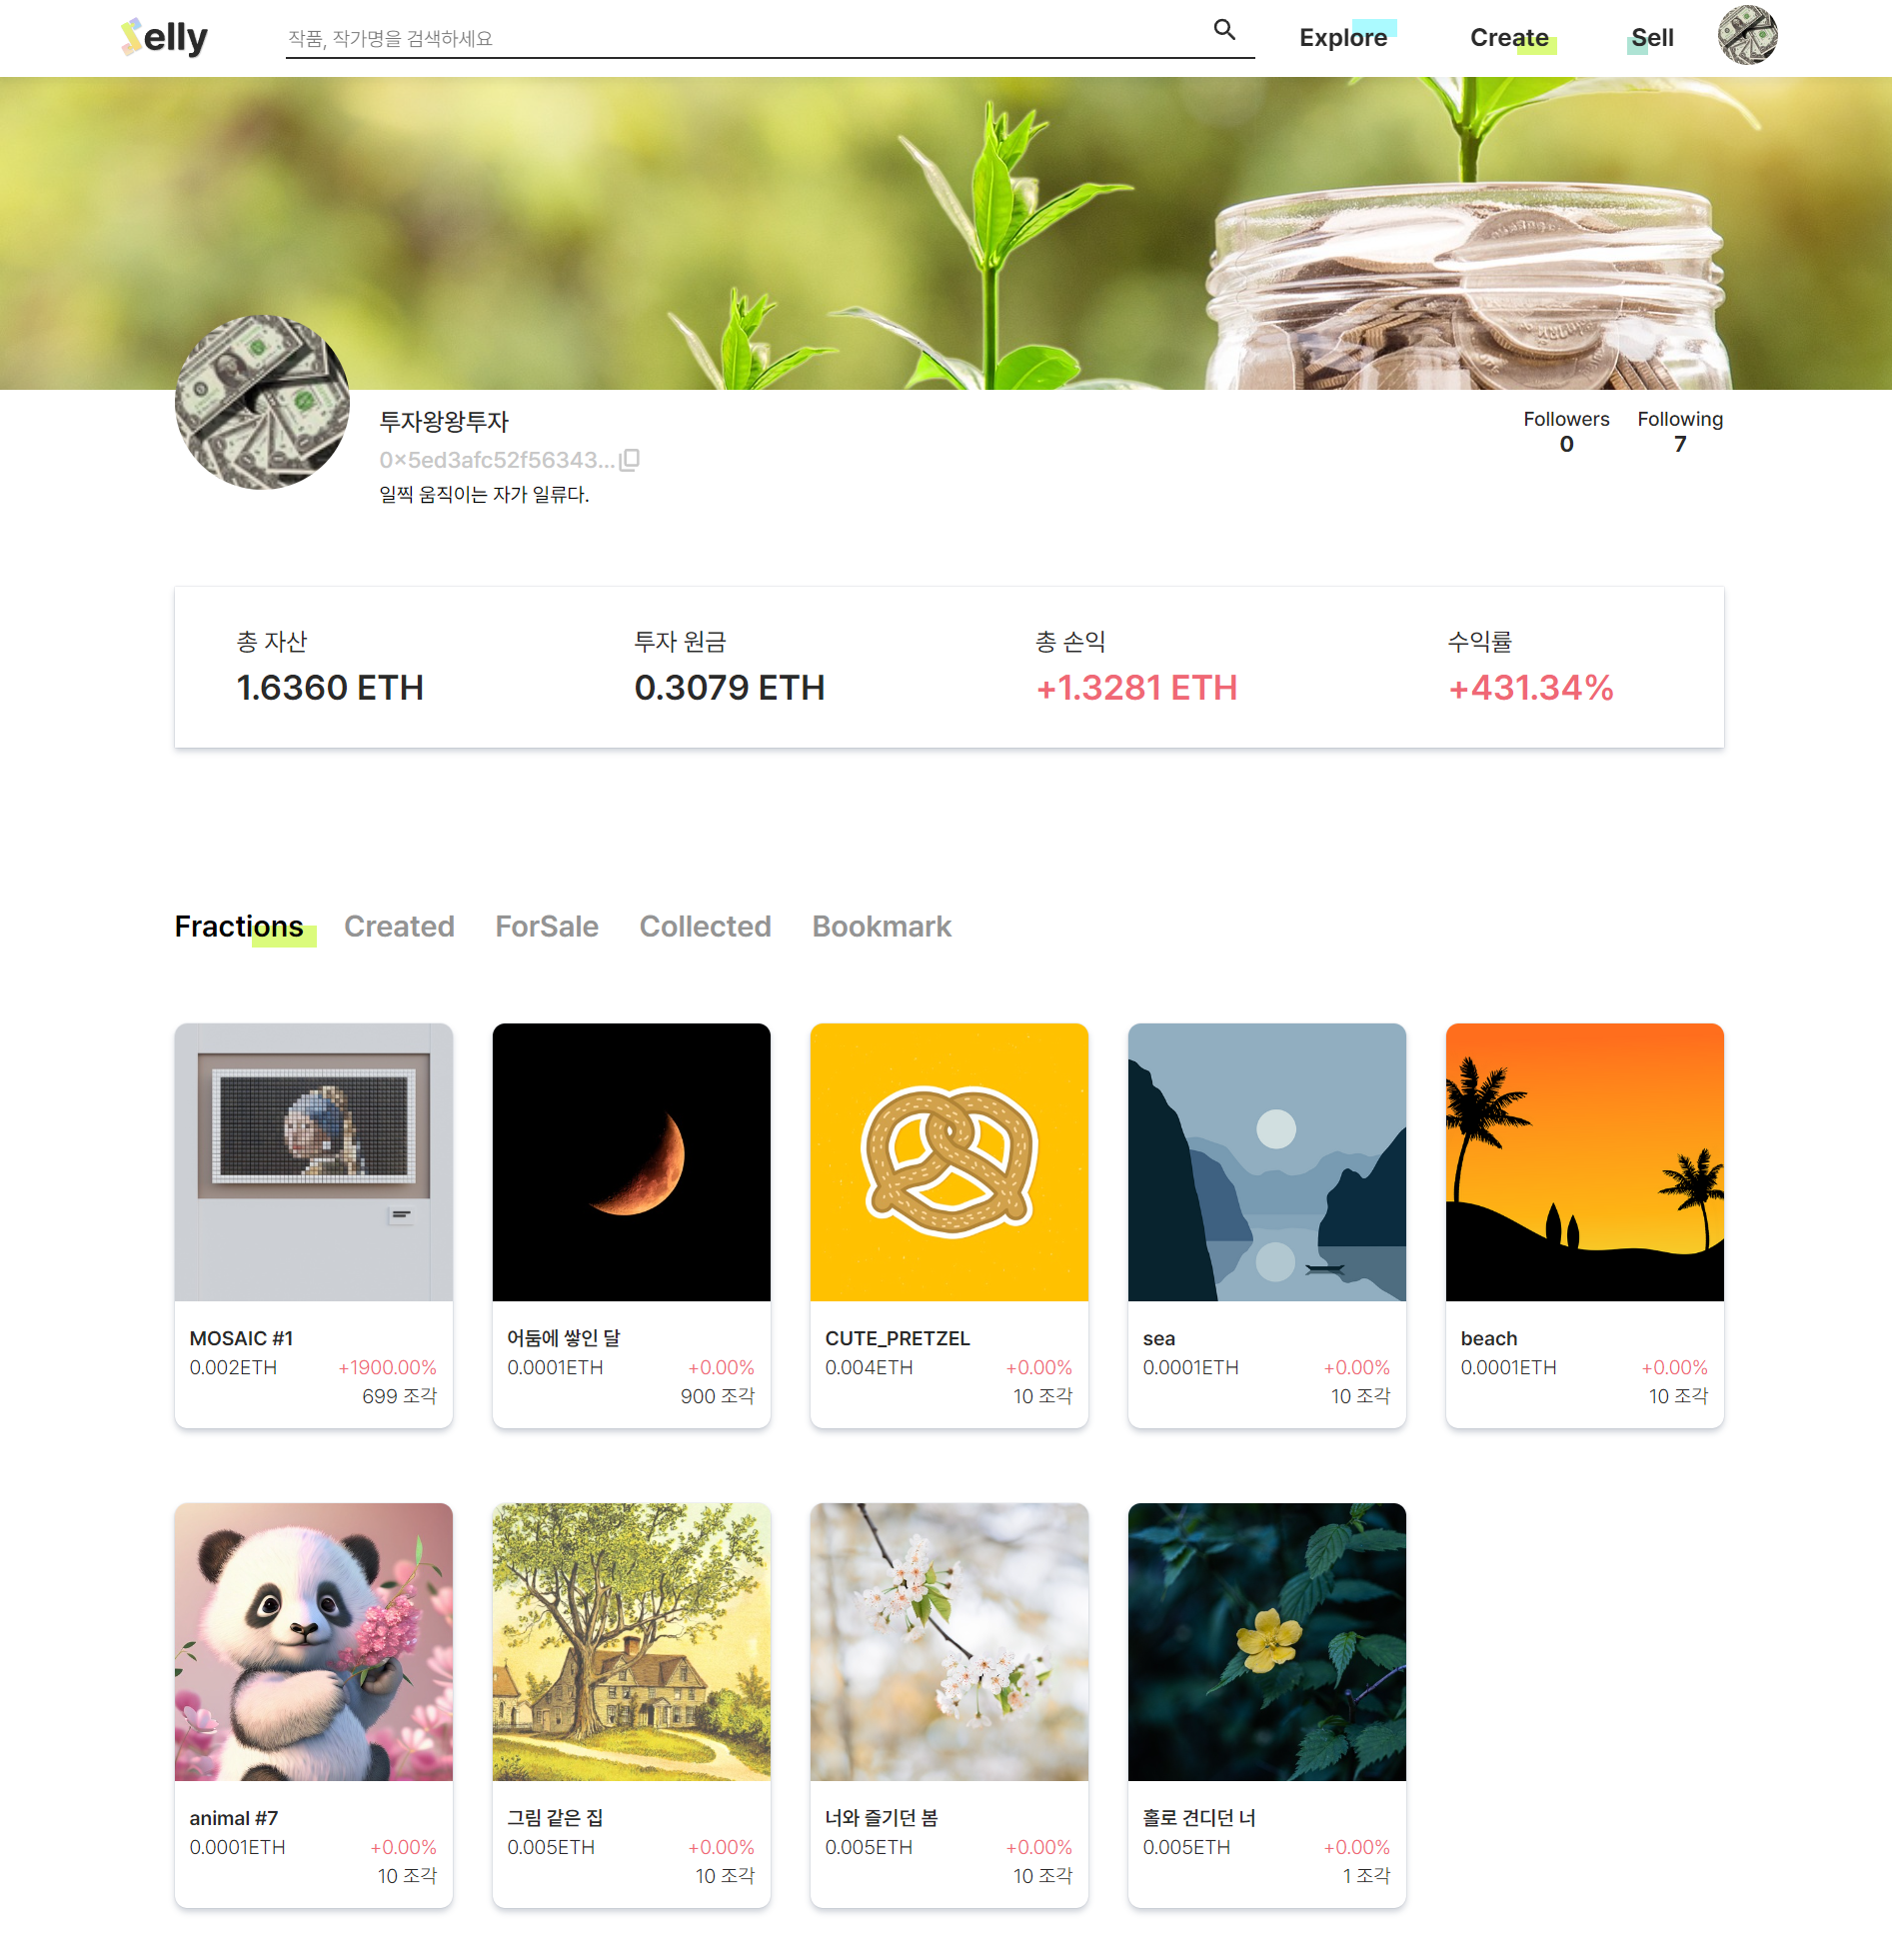 Selly
작품, 작가명을 검색하세요
Explore
Create
Sell
투자왕왕투자
0x5ed3afc52f56343...
일찍 움직이는 자가 일류다.
Followers
0
Following
7
총 자산
1.6360 ETH
투자 원금
0.3079 ETH
총 손익
+1.3281 ETH
수익률
+431.34%
Fractions Created ForSale Collected Bookmark
MOSAIC #1
0.002ETH +1900.00%
699 조각
어둠에 쌓인 달
0.0001ETH +0.00%
900 조각
CUTE_PRETZEL
0.004ETH +0.00%
10 조각
sea
0.0001ETH +0.00%
10 조각
beach
0.0001ETH +0.00%
10 조각
animal #7
0.0001ETH +0.00%
10 조각
그림 같은 집
0.005ETH +0.00%
10 조각
너와 즐기던 봄
0.005ETH +0.00%
10 조각
홀로 견디던 너
0.005ETH +0.00%
1 조각